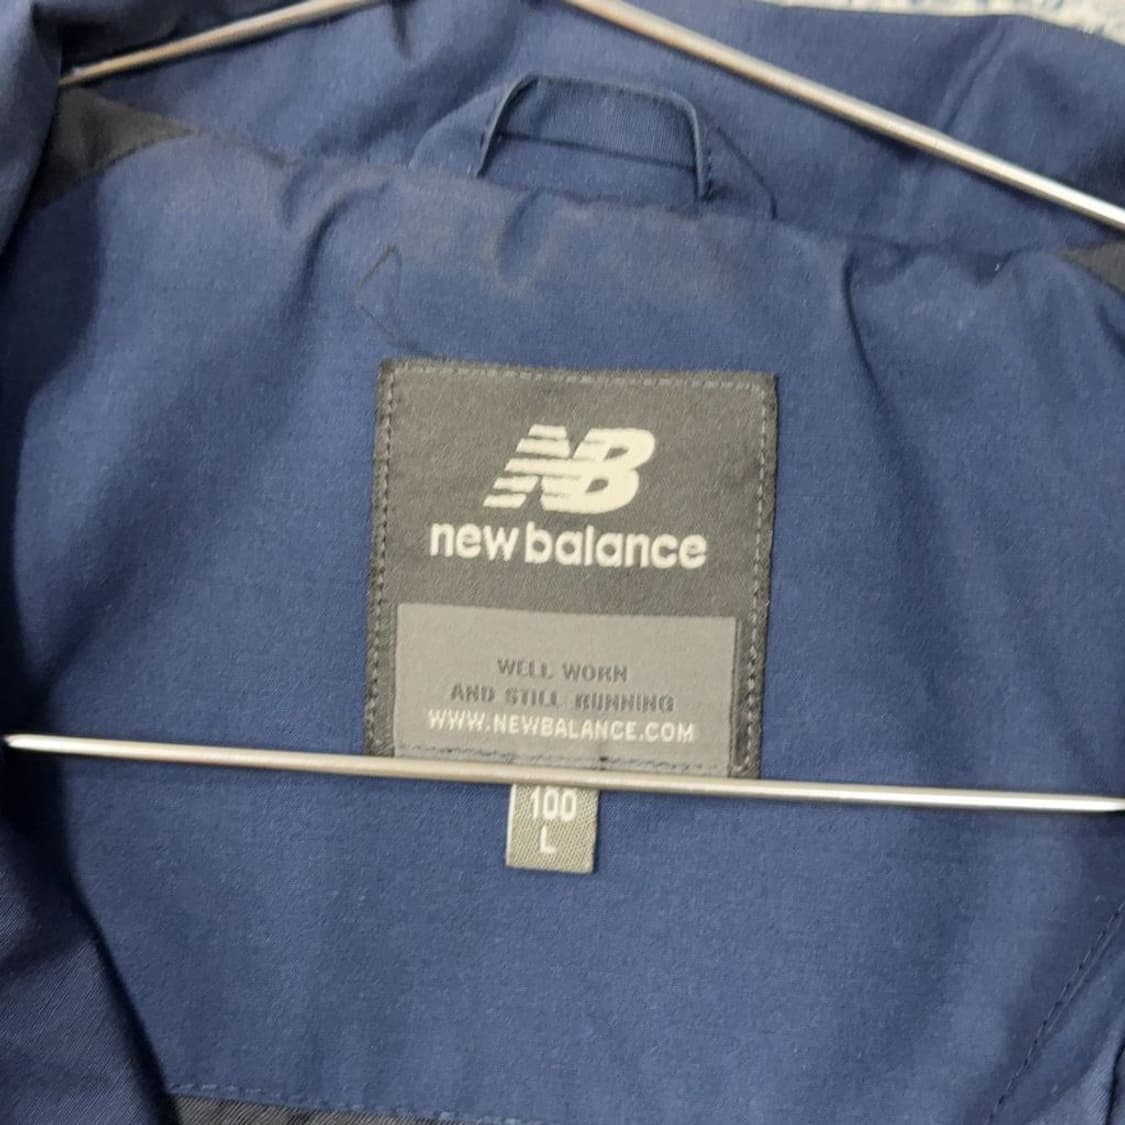 NB
new balance
WELL WORN
AND STILL RUNNING
WWW.NEWBALANCE.COM
100
L